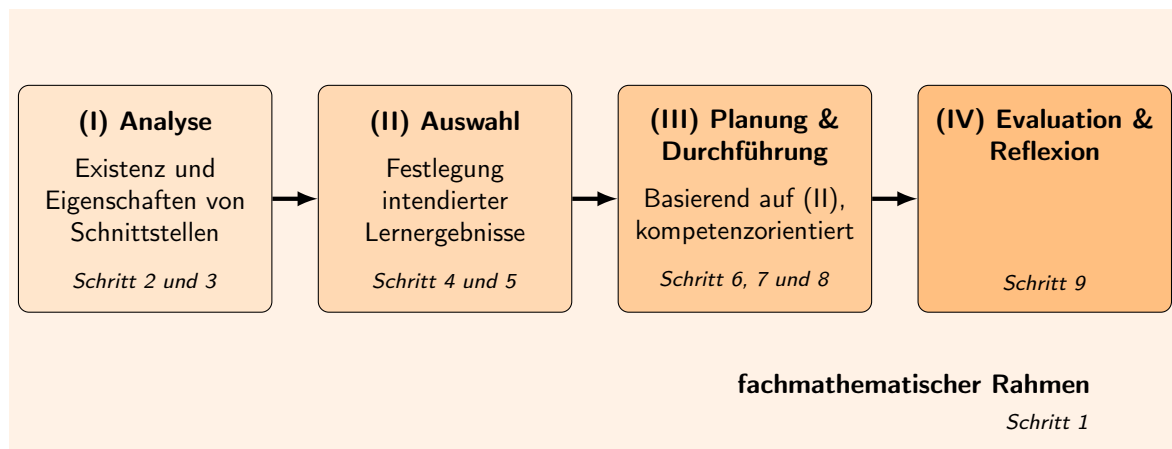 (I) Analyse
Existenz und
Eigenschaften von
Schnittstellen
Schritt 2 und 3
(II) Auswahl
Festlegung
intendierter
Lernergebnisse
Schritt 4 und 5
(III) Planung &
Durchführung
Basierend auf (II),
kompetenzorientiert
Schritt 6, 7 und 8
(IV) Evaluation &
Reflexion
Schritt 9
fachmathematischer Rahmen
Schritt 1